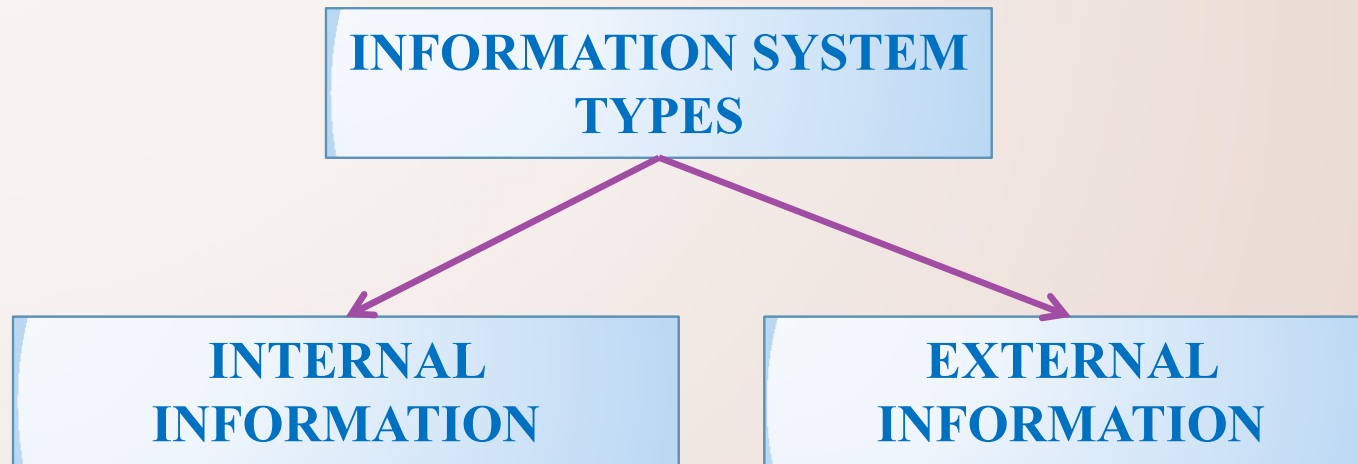 INFORMATION SYSTEM
TYPES
INTERNAL
INFORMATION
EXTERNAL
INFORMATION